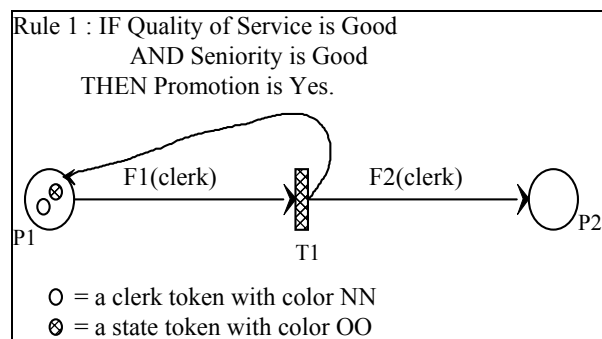 Rule 1 : IF Quality of Service is Good
AND Seniority is Good
THEN Promotion is Yes.
F1(clerk) F2(clerk)
P1 T1 P2
= a clerk token with color NN
= a state token with color OO